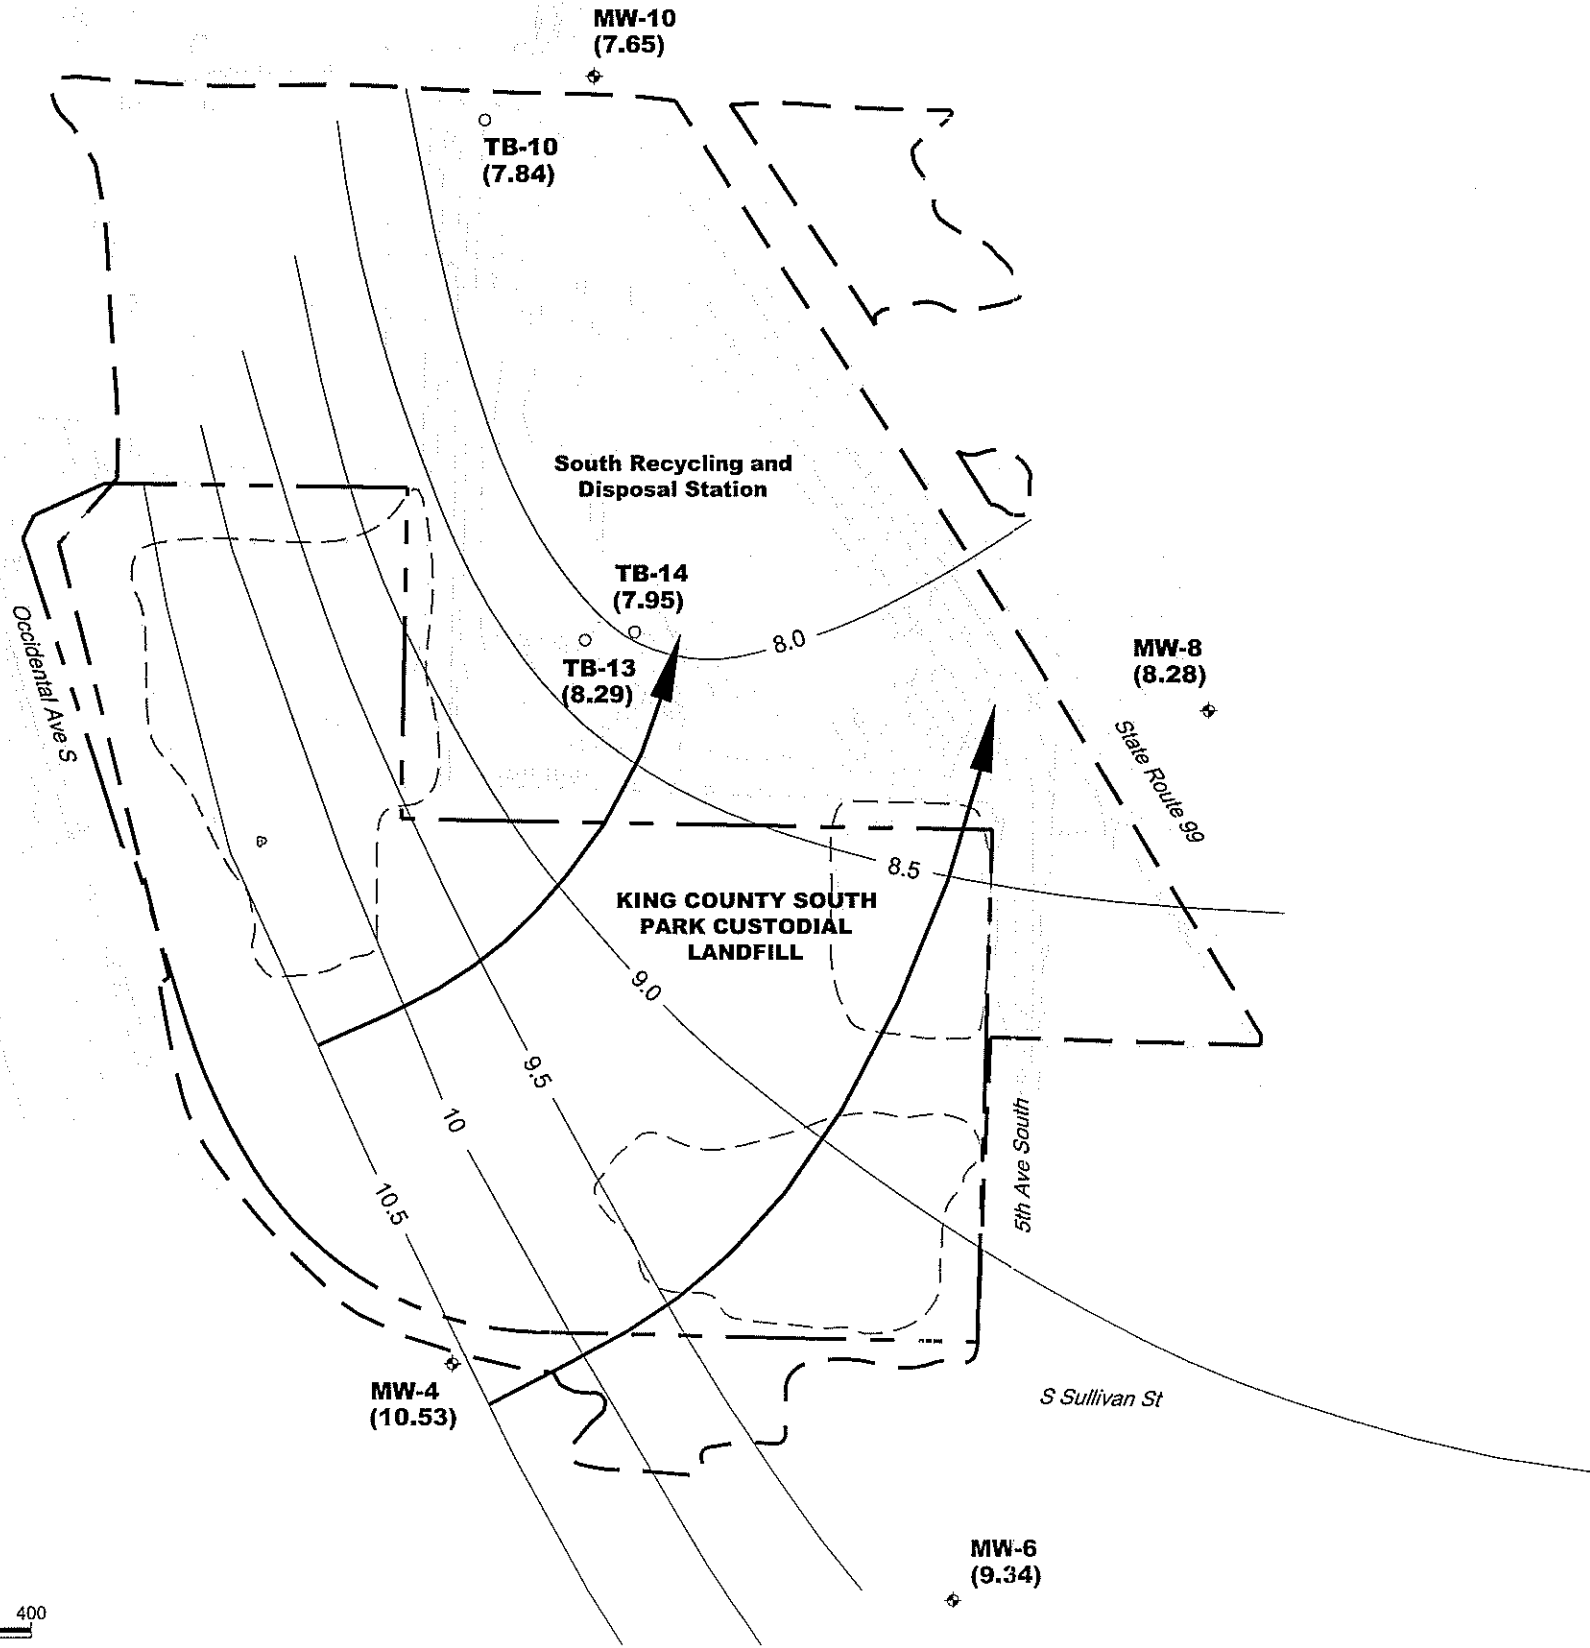 MW-10
(7.65)
TB-10
(7.84)
South Recycling and
Disposal Station
TB-14
(7.95)
TB-13
(8.29)
8.0
MW-8
(8.28)
Occidental Ave S
State Route 99
8.5
KING COUNTY SOUTH
PARK CUSTODIAL
LANDFILL
9.0
9.5
10
10.5
5th Ave South
MW-4
(10.53)
S Sullivan St
MW-6
(9.34)
400